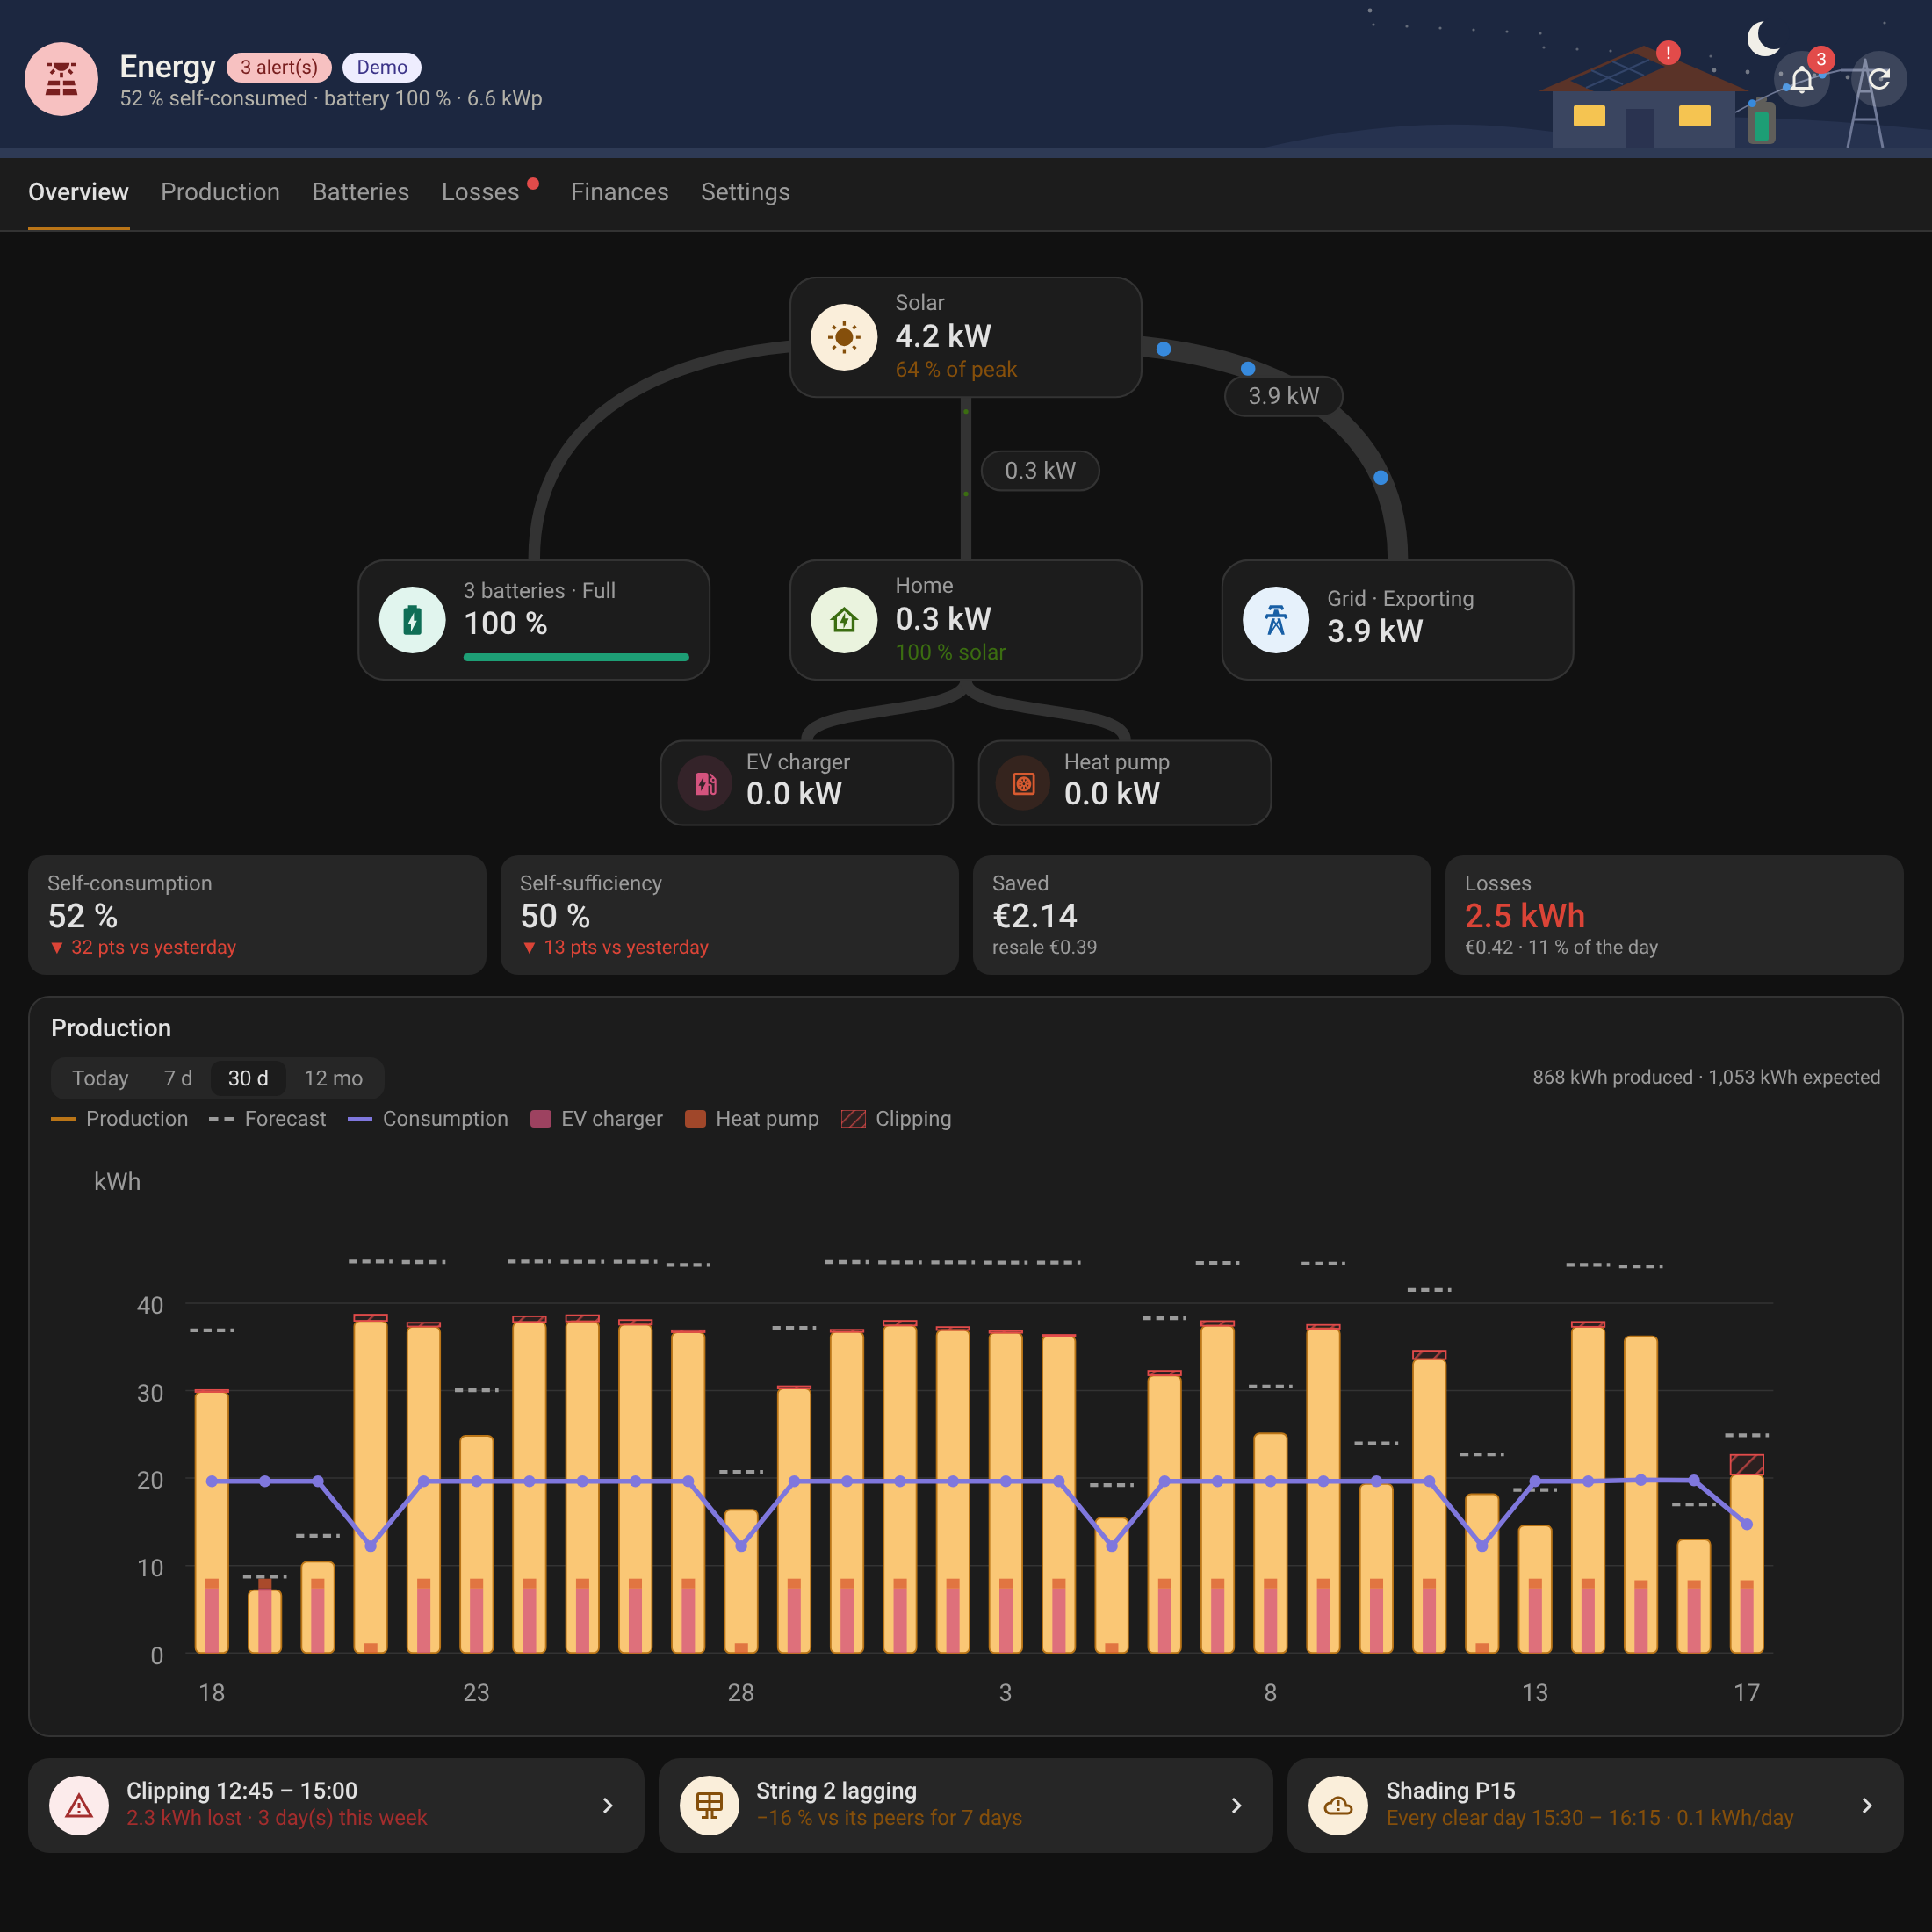 Energy 3 alert(s) Demo
52 % self-consumed · battery 100 % · 6.6 kWp
!
3
Overview Production Batteries Losses Finances Settings
Solar
4.2 kW
64 % of peak
3.9 kW
0.3 kW
3 batteries · Full
100 %
Home
0.3 kW
100 % solar
Grid · Exporting
3.9 kW
EV charger
0.0 kW
Heat pump
0.0 kW
Self-consumption
52 %
▼ 32 pts vs yesterday
Self-sufficiency
50 %
▼ 13 pts vs yesterday
Saved
€2.14
resale €0.39
Losses
2.5 kWh
€0.42 · 11 % of the day
Production
Today 7 d 30 d 12 mo
868 kWh produced · 1,053 kWh expected
Production Forecast Consumption EV charger Heat pump Clipping
kWh
40
30
20
10
0
18 23 28 3 8 13 17
Clipping 12:45 – 15:00
2.3 kWh lost · 3 day(s) this week
String 2 lagging
−16 % vs its peers for 7 days
Shading P15
Every clear day 15:30 – 16:15 · 0.1 kWh/day